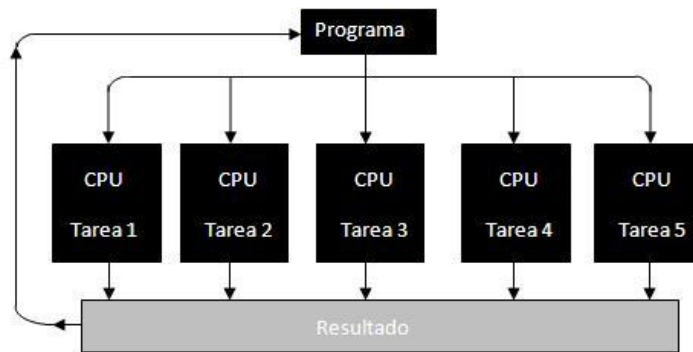 Programa
CPU
Tarea 1
CPU
Tarea 2
CPU
Tarea 3
CPU
Tarea 4
CPU
Tarea 5
Resultado